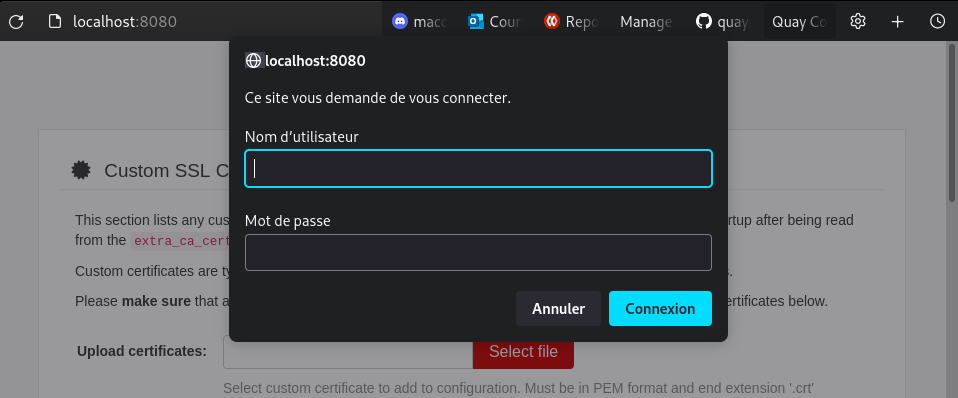 localhost:8080
macc
Cour
Repo
Manage
quay
Quay Co
localhost:8080
Ce site vous demande de vous connecter.
Nom d’utilisateur
Mot de passe
Annuler
Connexion
Custom SSL C
This section lists any cus
rtup after being read
from the extra_ca_cert
Custom certificates are ty
s.
Please make sure that a
ertificates below.
Upload certificates:
Select file
Select custom certificate to add to configuration. Must be in PEM format and end extension '.crt'